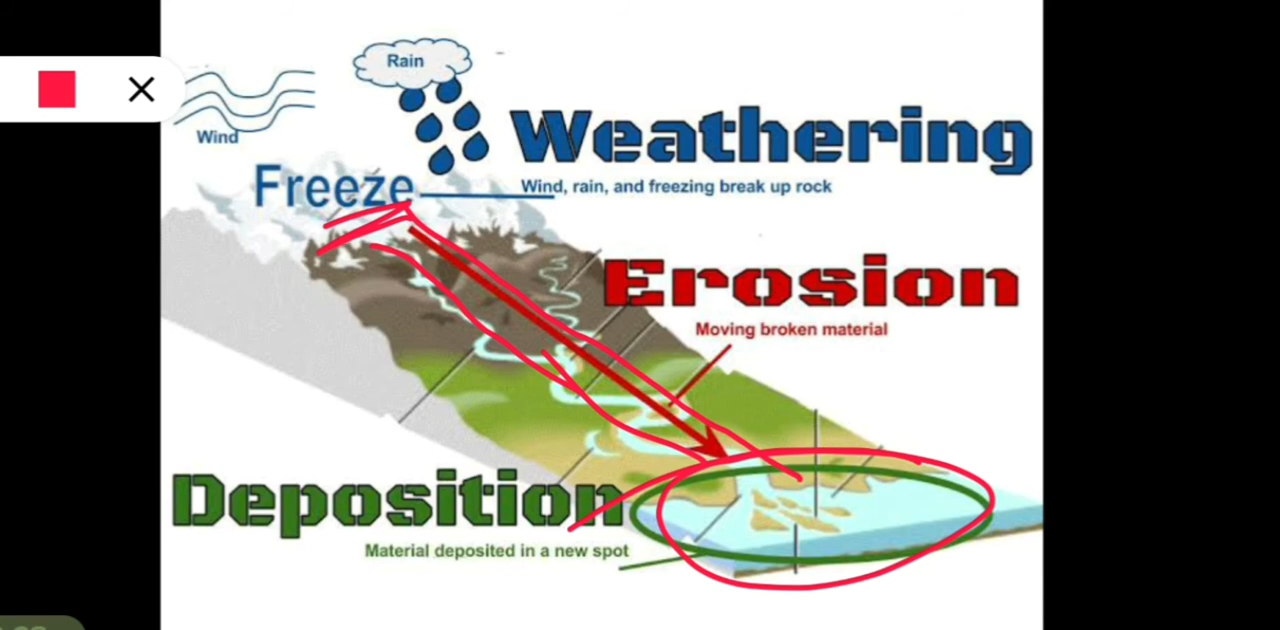 Rain
Wind
Weathering
Freeze
Wind, rain, and freezing break up rock
Erosion
Moving broken material
Deposition
Material deposited in a new spot